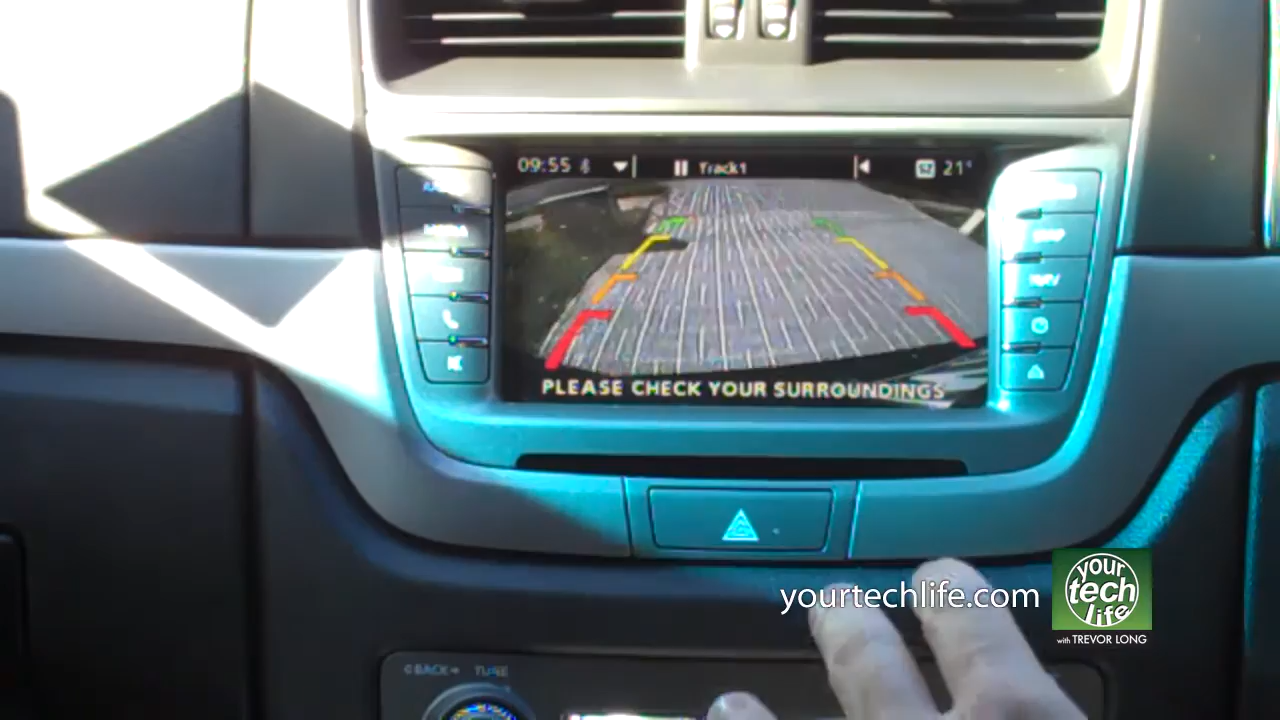 09:55
Track1
21°
PLEASE CHECK YOUR SURROUNDINGS
yourtechlife.com
your
tech
life
with TREVOR LONG
BACK
TUNE